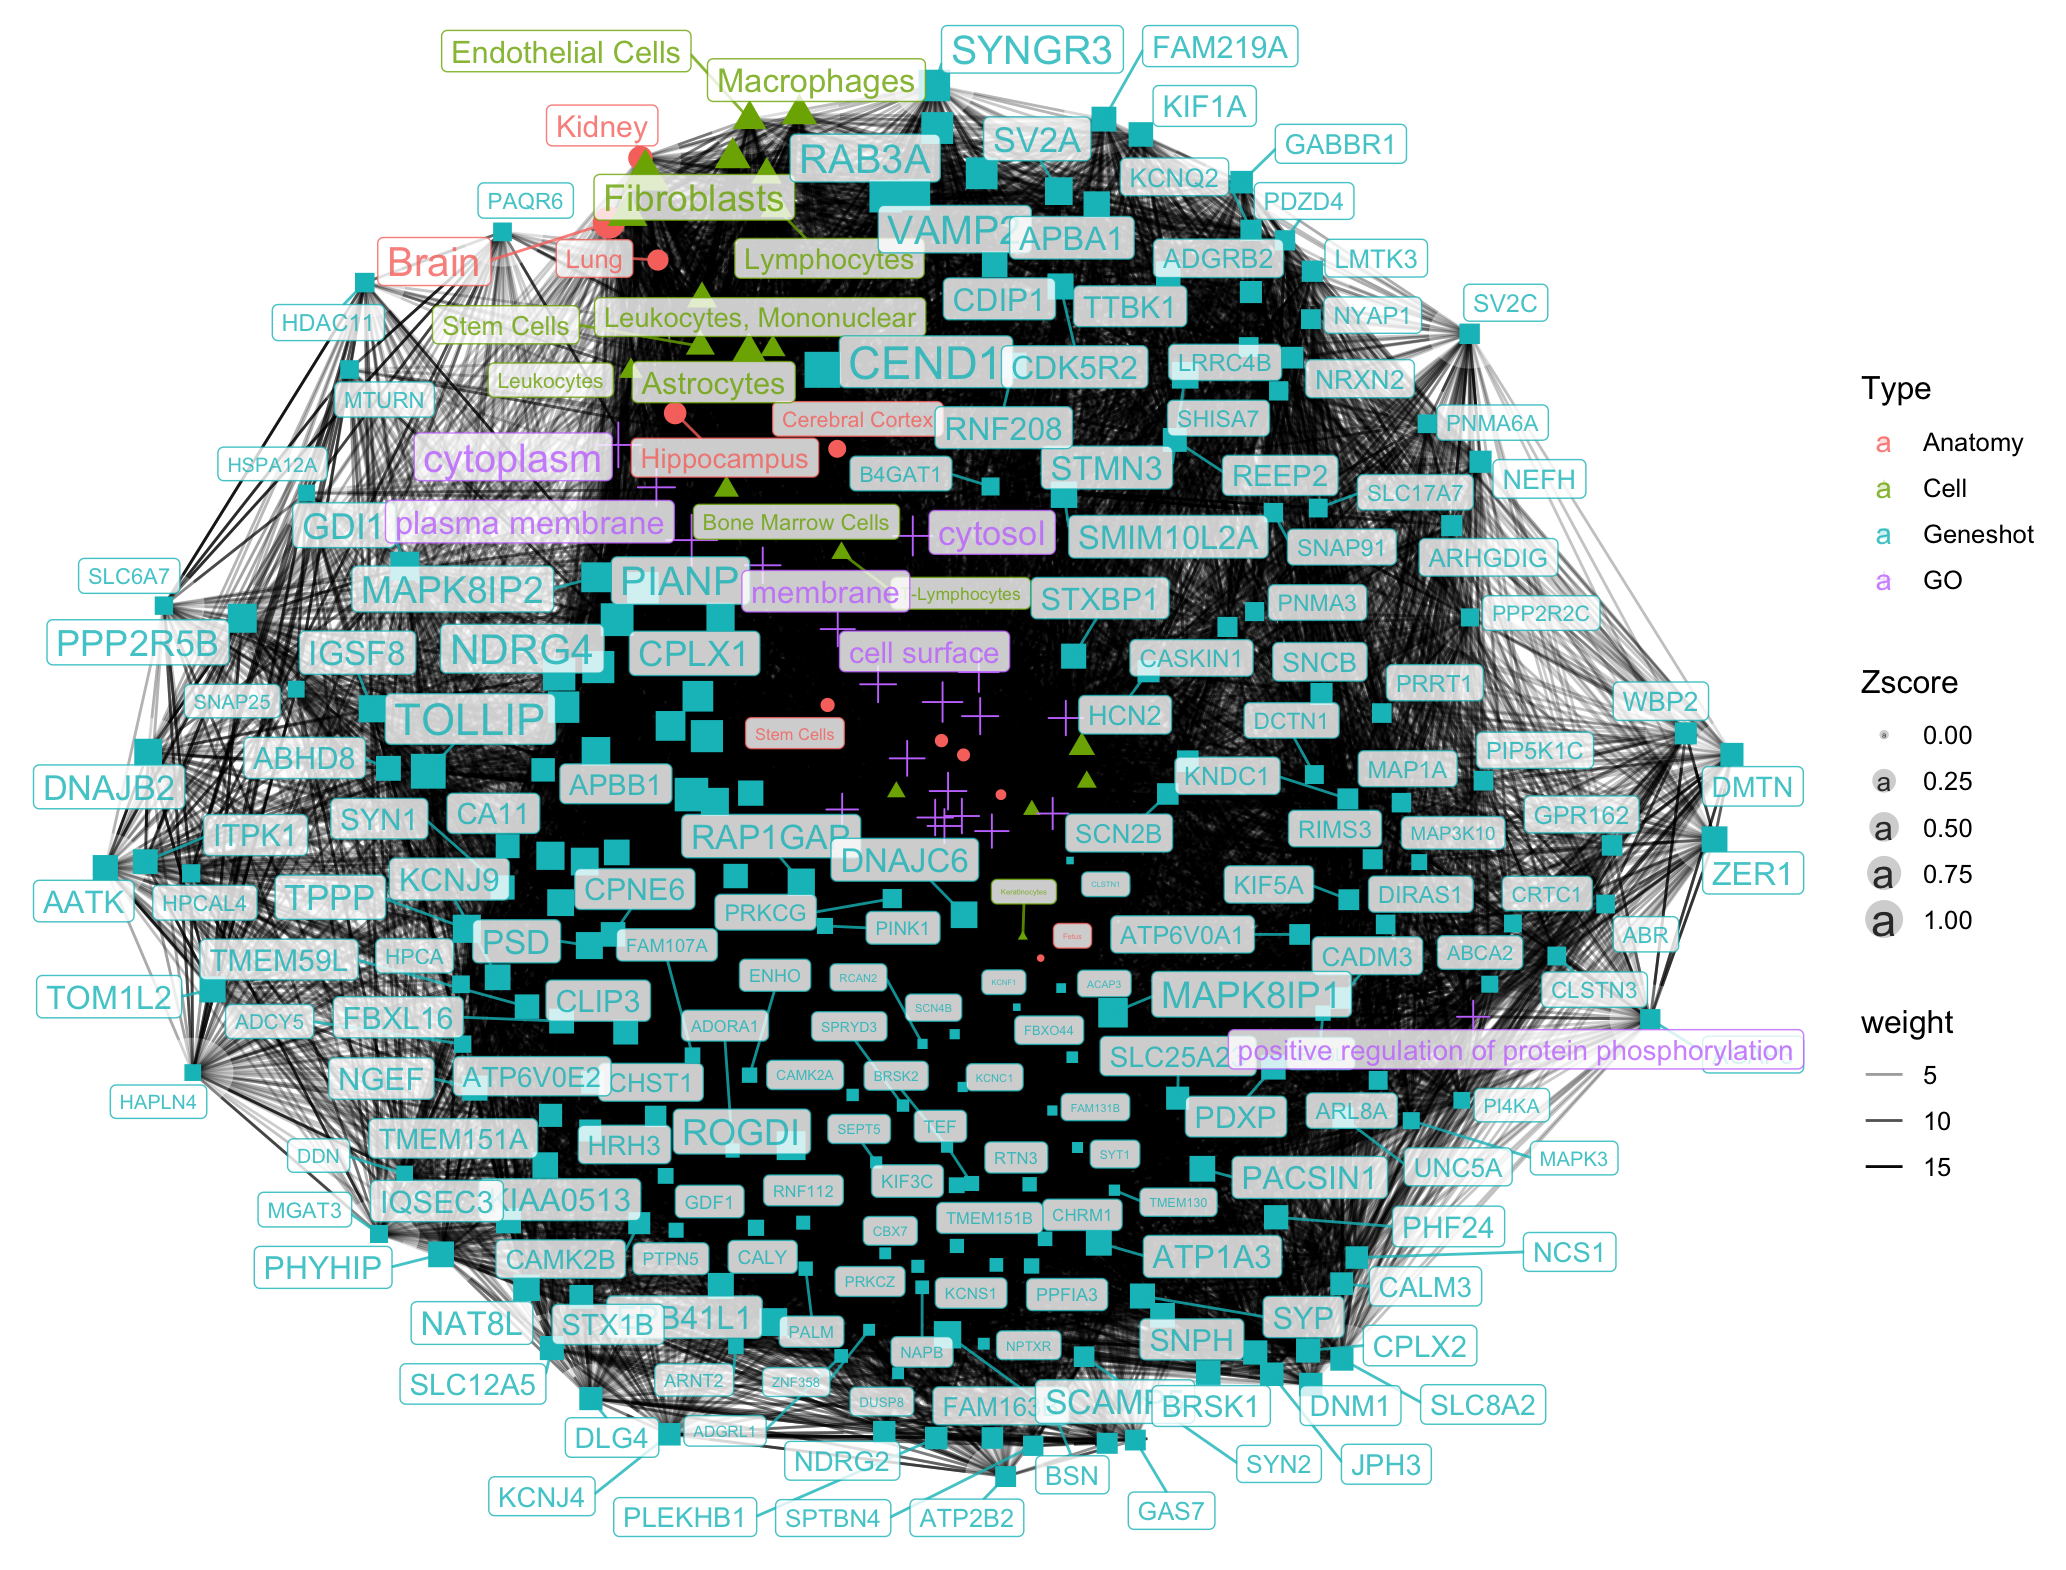 Endothelial Cells
SYNGR3
FAM219A
Macrophages
KIF1A
Kidney
SV2A
GABBR1
RAB3A
KCNQ2
Fibroblasts
PAQR6
PDZD4
VAMP2
APBA1
Brain
Lung
Lymphocytes
ADGRB2
LMTK3
CDIP1
TTBK1
SV2C
HDAC11
Stem Cells
Leukocytes, Mononuclear
NYAP1
CEND1
CDK5R2
LRRC4B
NRXN2
Leukocytes
Astrocytes
MTURN
Cerebral Cortex
RNF208
SHISA7
PNMA6A
cytoplasm
Hippocampus
HSPA12A
B4GAT1
STMN3
REEP2
NEFH
SLC17A7
GDI1
plasma membrane
Bone Marrow Cells
cytosol
SMIM10L2A
SNAP91
ARHGDIG
SLC6A7
MAPK8IP2
PIANP
membrane
-Lymphocytes
STXBP1
PNMA3
PPP2R2C
PPP2R5B
IGSF8
NDRG4
CPLX1
cell surface
CASKIN1
SNCB
PRRT1
WBP2
SNAP25
TOLLIP
Stem Cells
HCN2
DCTN1
PIP5K1C
DNAJB2
ABHD8
APBB1
KNDC1
MAP1A
DMTN
CA11
SYN1
ITPK1
RAP1GAP
SCN2B
RIMS3
MAP3K10
GPR162
DNAJC6
ZER1
AATK
HPCAL4
TPPP
KCNJ9
CPNE6
Keratinocytes
CLSTN1
KIF5A
DIRAS1
CRTC1
PRKCG
PINK1
Fetus
ATP6V0A1
ABR
PSD
FAM107A
CADM3
ABCA2
TMEM59L
HPCA
ENHO
RCAN2
KCNF1
ACAP3
MAPK8IP1
CLSTN3
TOM1L2
CLIP3
SCN4B
ADCY5
FBXL16
ADORA1
SPRYD3
FBXO44
positive regulation of protein phosphorylation
SLC25A2
NGEF
ATP6V0E2
CHST1
CAMK2A
BRSK2
KCNC1
HAPLN4
FAM131B
PDXP
ARL8A
PI4KA
TMEM151A
HRH3
ROGDI
SEPT5
TEF
RTN3
SYT1
DDN
UNC5A
MAPK3
PACSIN1
IQSEC3
KIAA0513
GDF1
RNF112
KIF3C
TMEM130
MGAT3
TMEM151B
CHRM1
PHF24
CBX7
NCS1
PHYHIP
CAMK2B
PTPN5
CALY
ATP1A3
PRKCZ
KCNS1
PPFIA3
CALM3
NAT8L
STX1B
B41L1
PALM
SYP
SNPH
NAPB
NPTXR
CPLX2
SLC12A5
ARNT2
ZNF358
DUSP8
FAM163
SCAMP5
BRSK1
DNM1
SLC8A2
DLG4
ADGRL1
NDRG2
BSN
SYN2
JPH3
KCNJ4
PLEKHB1
SPTBN4
ATP2B2
GAS7
Type
a Anatomy
a Cell
a Geneshot
a GO
Zscore
a 0.00
a 0.25
a 0.50
a 0.75
a 1.00
weight
5
10
15